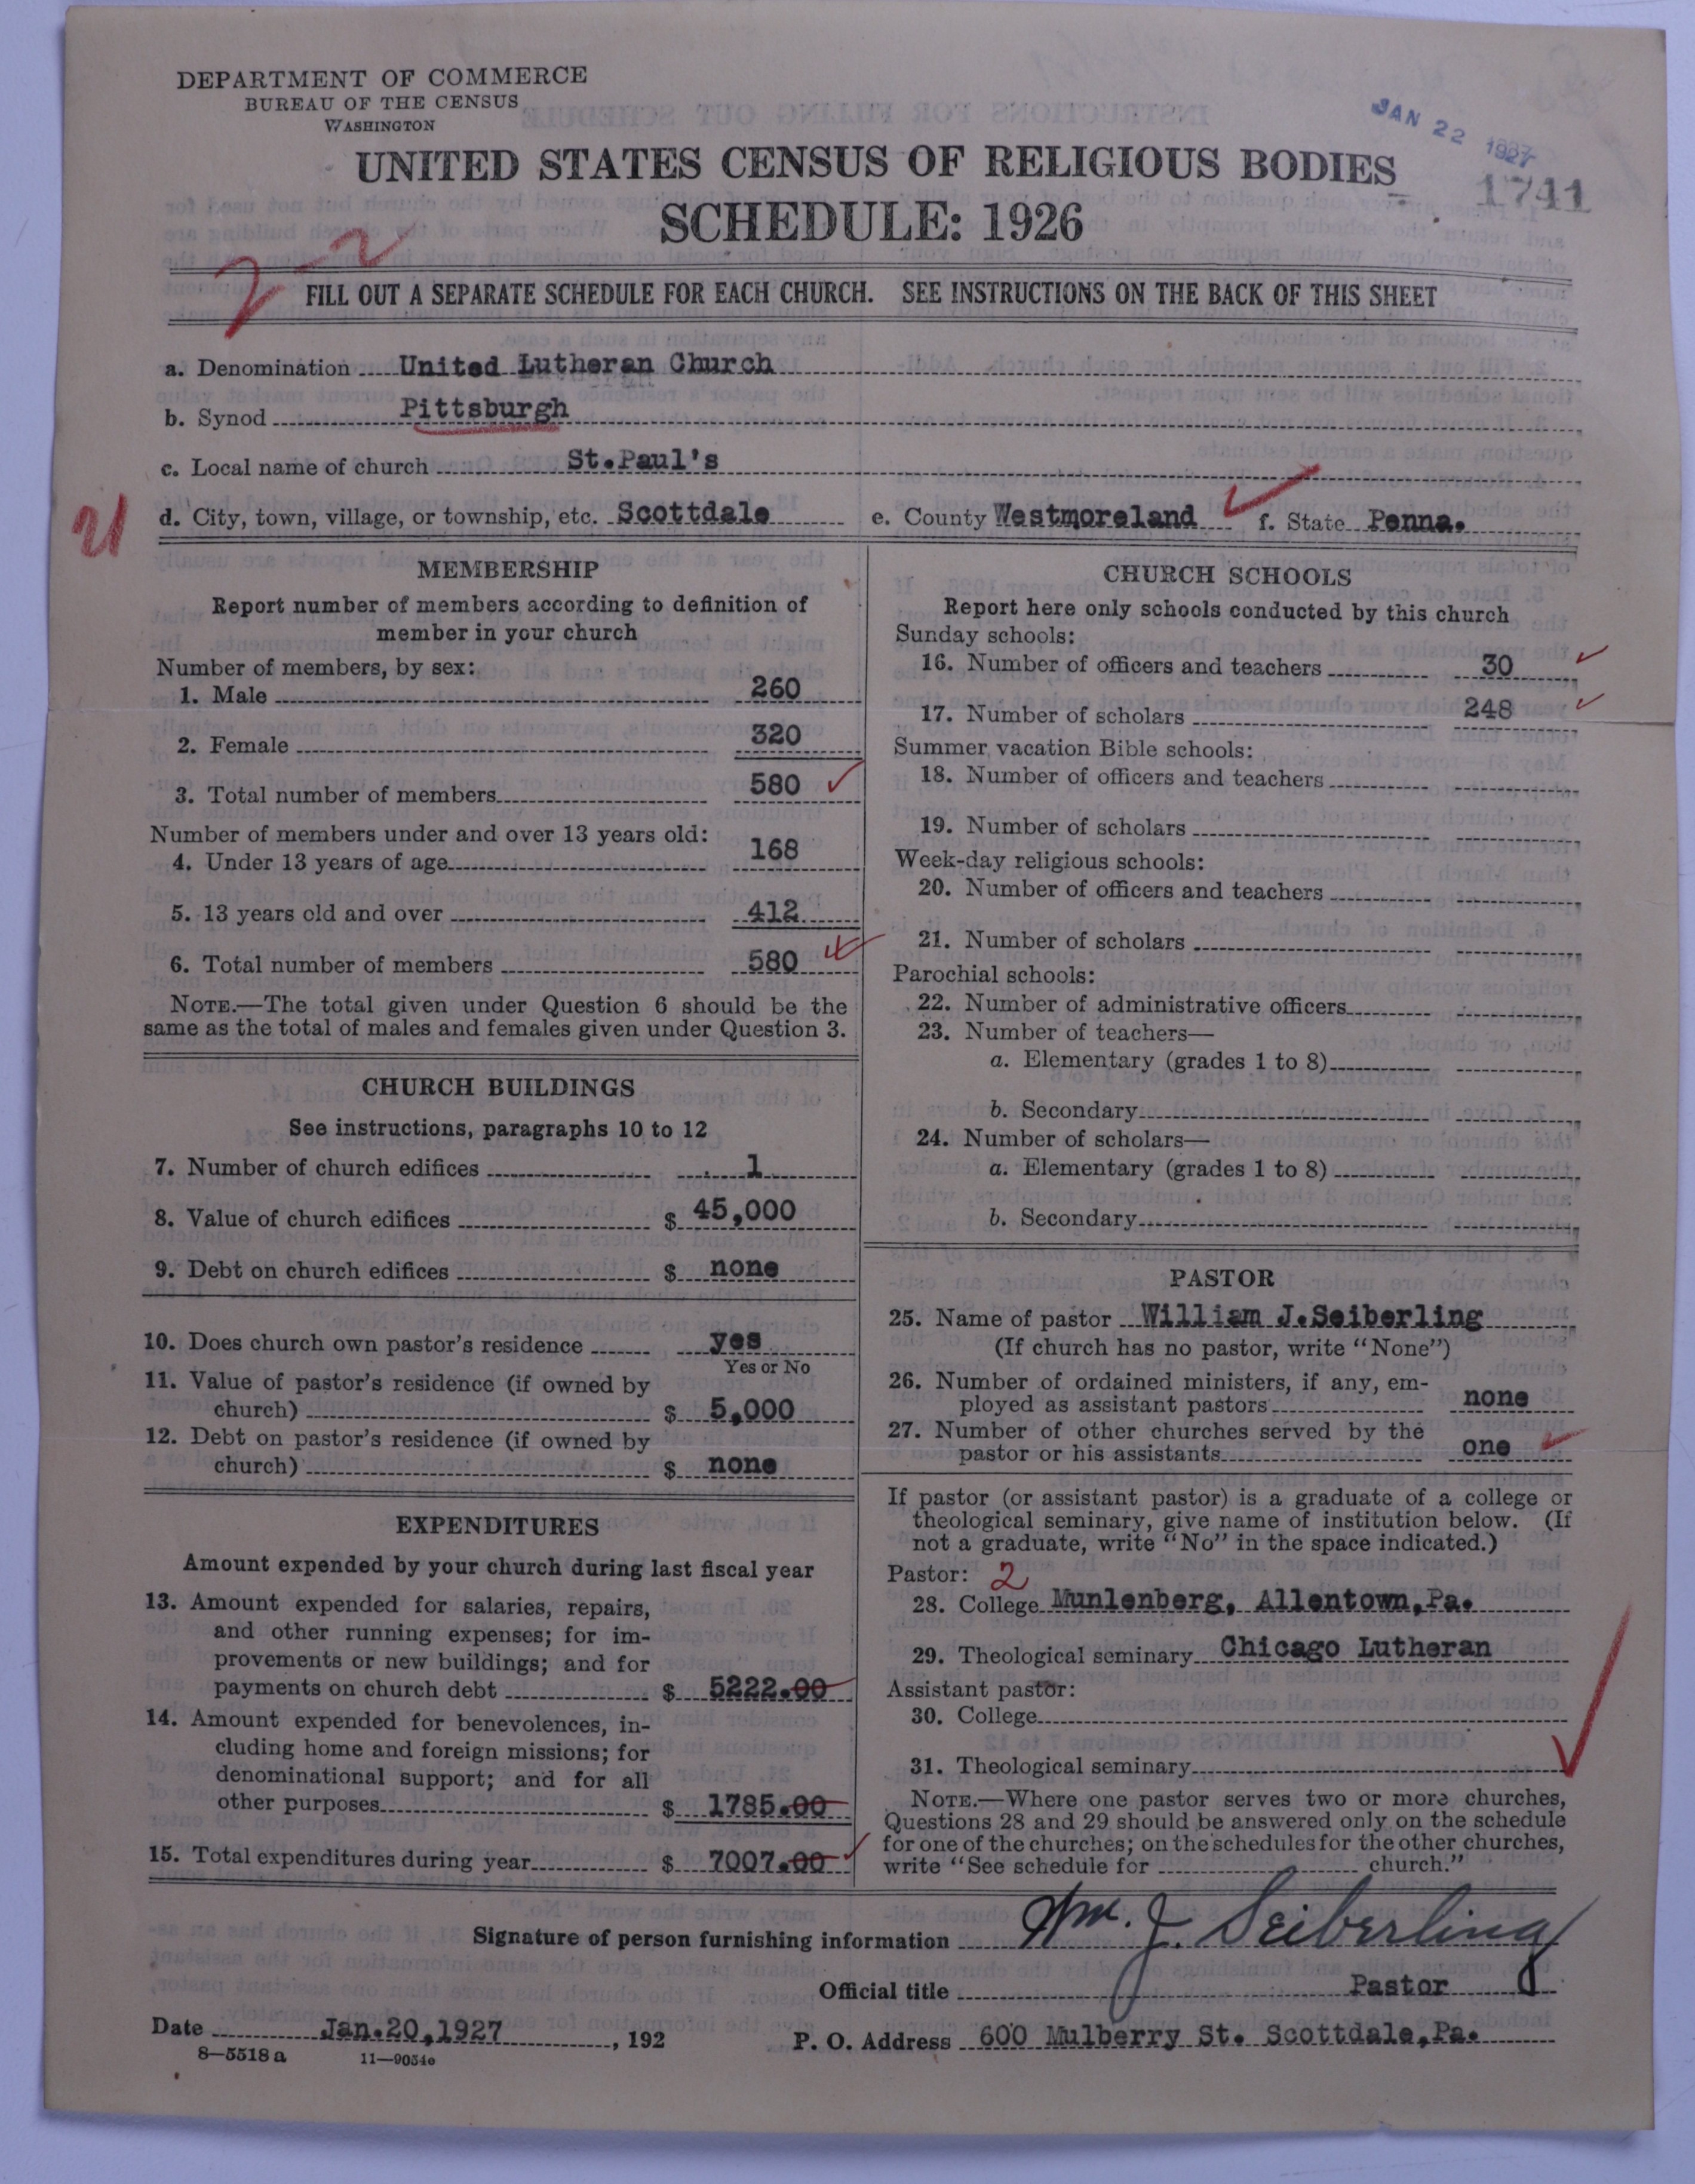 DEPARTMENT OF COMMERCE
BUREAU OF THE CENSUS
WASHINGTON
JAN 22 1927
1741
UNITED STATES CENSUS OF RELIGIOUS BODIES
SCHEDULE: 1926
2-2
FILL OUT A SEPARATE SCHEDULE FOR EACH CHURCH. SEE INSTRUCTIONS ON THE BACK OF THIS SHEET
a. Denomination United Lutheran Church
b. Synod Pittsburgh
c. Local name of church St.Paul's
d. City, town, village, or township, etc. Scottdale e. County Westmoreland f. State Penna.
MEMBERSHIP
Report number of members according to definition of
member in your church
Number of members, by sex:
1. Male 260
2. Female 320
3. Total number of members 580
Number of members under and over 13 years old:
4. Under 13 years of age 168
5. 13 years old and over 412
6. Total number of members 580
NOTE.—The total given under Question 6 should be the
same as the total of males and females given under Question 3.
CHURCH BUILDINGS
See instructions, paragraphs 10 to 12
7. Number of church edifices 1
8. Value of church edifices $ 45,000
9. Debt on church edifices $ none
10. Does church own pastor's residence yes
Yes or No
11. Value of pastor's residence (if owned by
church) $ 5,000
12. Debt on pastor's residence (if owned by
church) $ none
EXPENDITURES
Amount expended by your church during last fiscal year
13. Amount expended for salaries, repairs,
and other running expenses; for im-
provements or new buildings; and for
payments on church debt $ 5222.00
14. Amount expended for benevolences, in-
cluding home and foreign missions; for
denominational support; and for all
other purposes $ 1785.00
15. Total expenditures during year $ 7007.00
CHURCH SCHOOLS
Report here only schools conducted by this church
Sunday schools:
16. Number of officers and teachers 30
17. Number of scholars 248
Summer vacation Bible schools:
18. Number of officers and teachers
19. Number of scholars
Week-day religious schools:
20. Number of officers and teachers
21. Number of scholars
Parochial schools:
22. Number of administrative officers
23. Number of teachers—
a. Elementary (grades 1 to 8)
b. Secondary
24. Number of scholars—
a. Elementary (grades 1 to 8)
b. Secondary
PASTOR
25. Name of pastor William J.Seiberling
(If church has no pastor, write "None")
26. Number of ordained ministers, if any, em-
ployed as assistant pastors none
27. Number of other churches served by the
pastor or his assistants one
If pastor (or assistant pastor) is a graduate of a college or
theological seminary, give name of institution below. (If
not a graduate, write "No" in the space indicated.)
Pastor: 2
28. College Munlenberg, Allentown,Pa.
29. Theological seminary Chicago Lutheran
Assistant pastor:
30. College
31. Theological seminary
NOTE.—Where one pastor serves two or more churches,
Questions 28 and 29 should be answered only on the schedule
for one of the churches; on the schedules for the other churches,
write "See schedule for church."
Signature of person furnishing information Wm. J. Seiberling
Official title Pastor
Date Jan.20,1927, 192 P. O. Address 600 Mulberry St. Scottdale,Pa.
8—5518 a 11—9054e